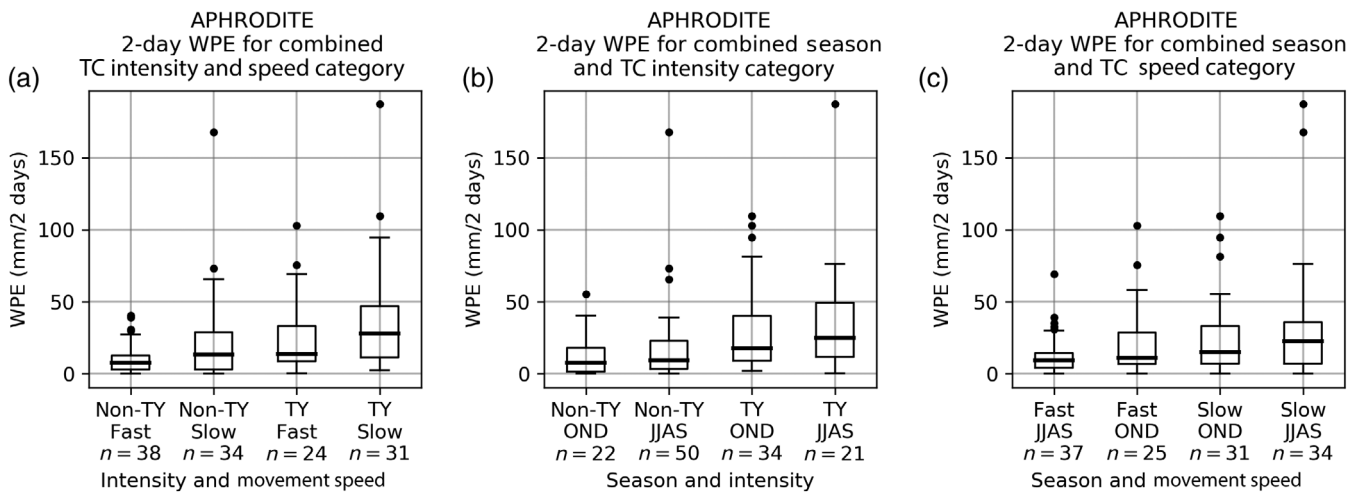 (a)
APHRODITE
2-day WPE for combined
TC intensity and speed category
WPE (mm/2 days)
150
100
50
0
Non-TY Non-TY TY TY
Fast Slow Fast Slow
n = 38 n = 34 n = 24 n = 31
Intensity and movement speed
(b)
APHRODITE
2-day WPE for combined season
and TC intensity category
WPE (mm/2 days)
150
100
50
0
Non-TY Non-TY TY TY
OND JJAS OND JJAS
n = 22 n = 50 n = 34 n = 21
Season and intensity
(c)
APHRODITE
2-day WPE for combined season
and TC speed category
WPE (mm/2 days)
150
100
50
0
Fast Fast Slow Slow
JJAS OND OND JJAS
n = 37 n = 25 n = 31 n = 34
Season and movement speed